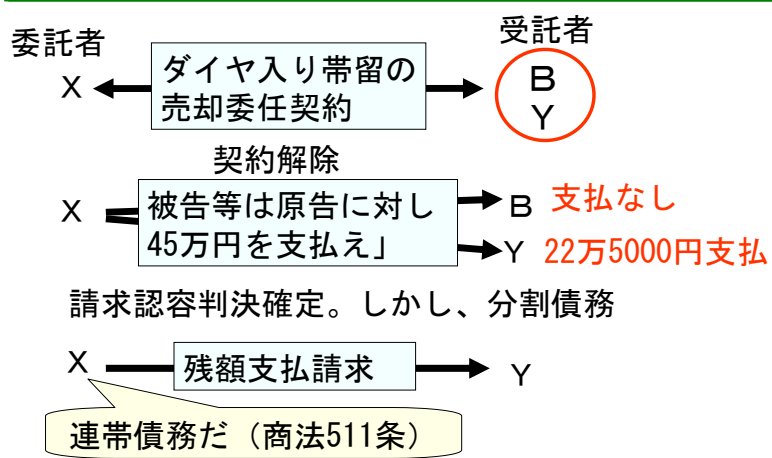 委託者
受託者
X
ダイヤ入り帯留の
売却委任契約
B
Y
契約解除
X
被告等は原告に対し
45万円を支払え」
B 支払なし
Y 22万5000円支払
請求認容判決確定。しかし、分割債務
X
残額支払請求
Y
連帯債務だ（商法511条）